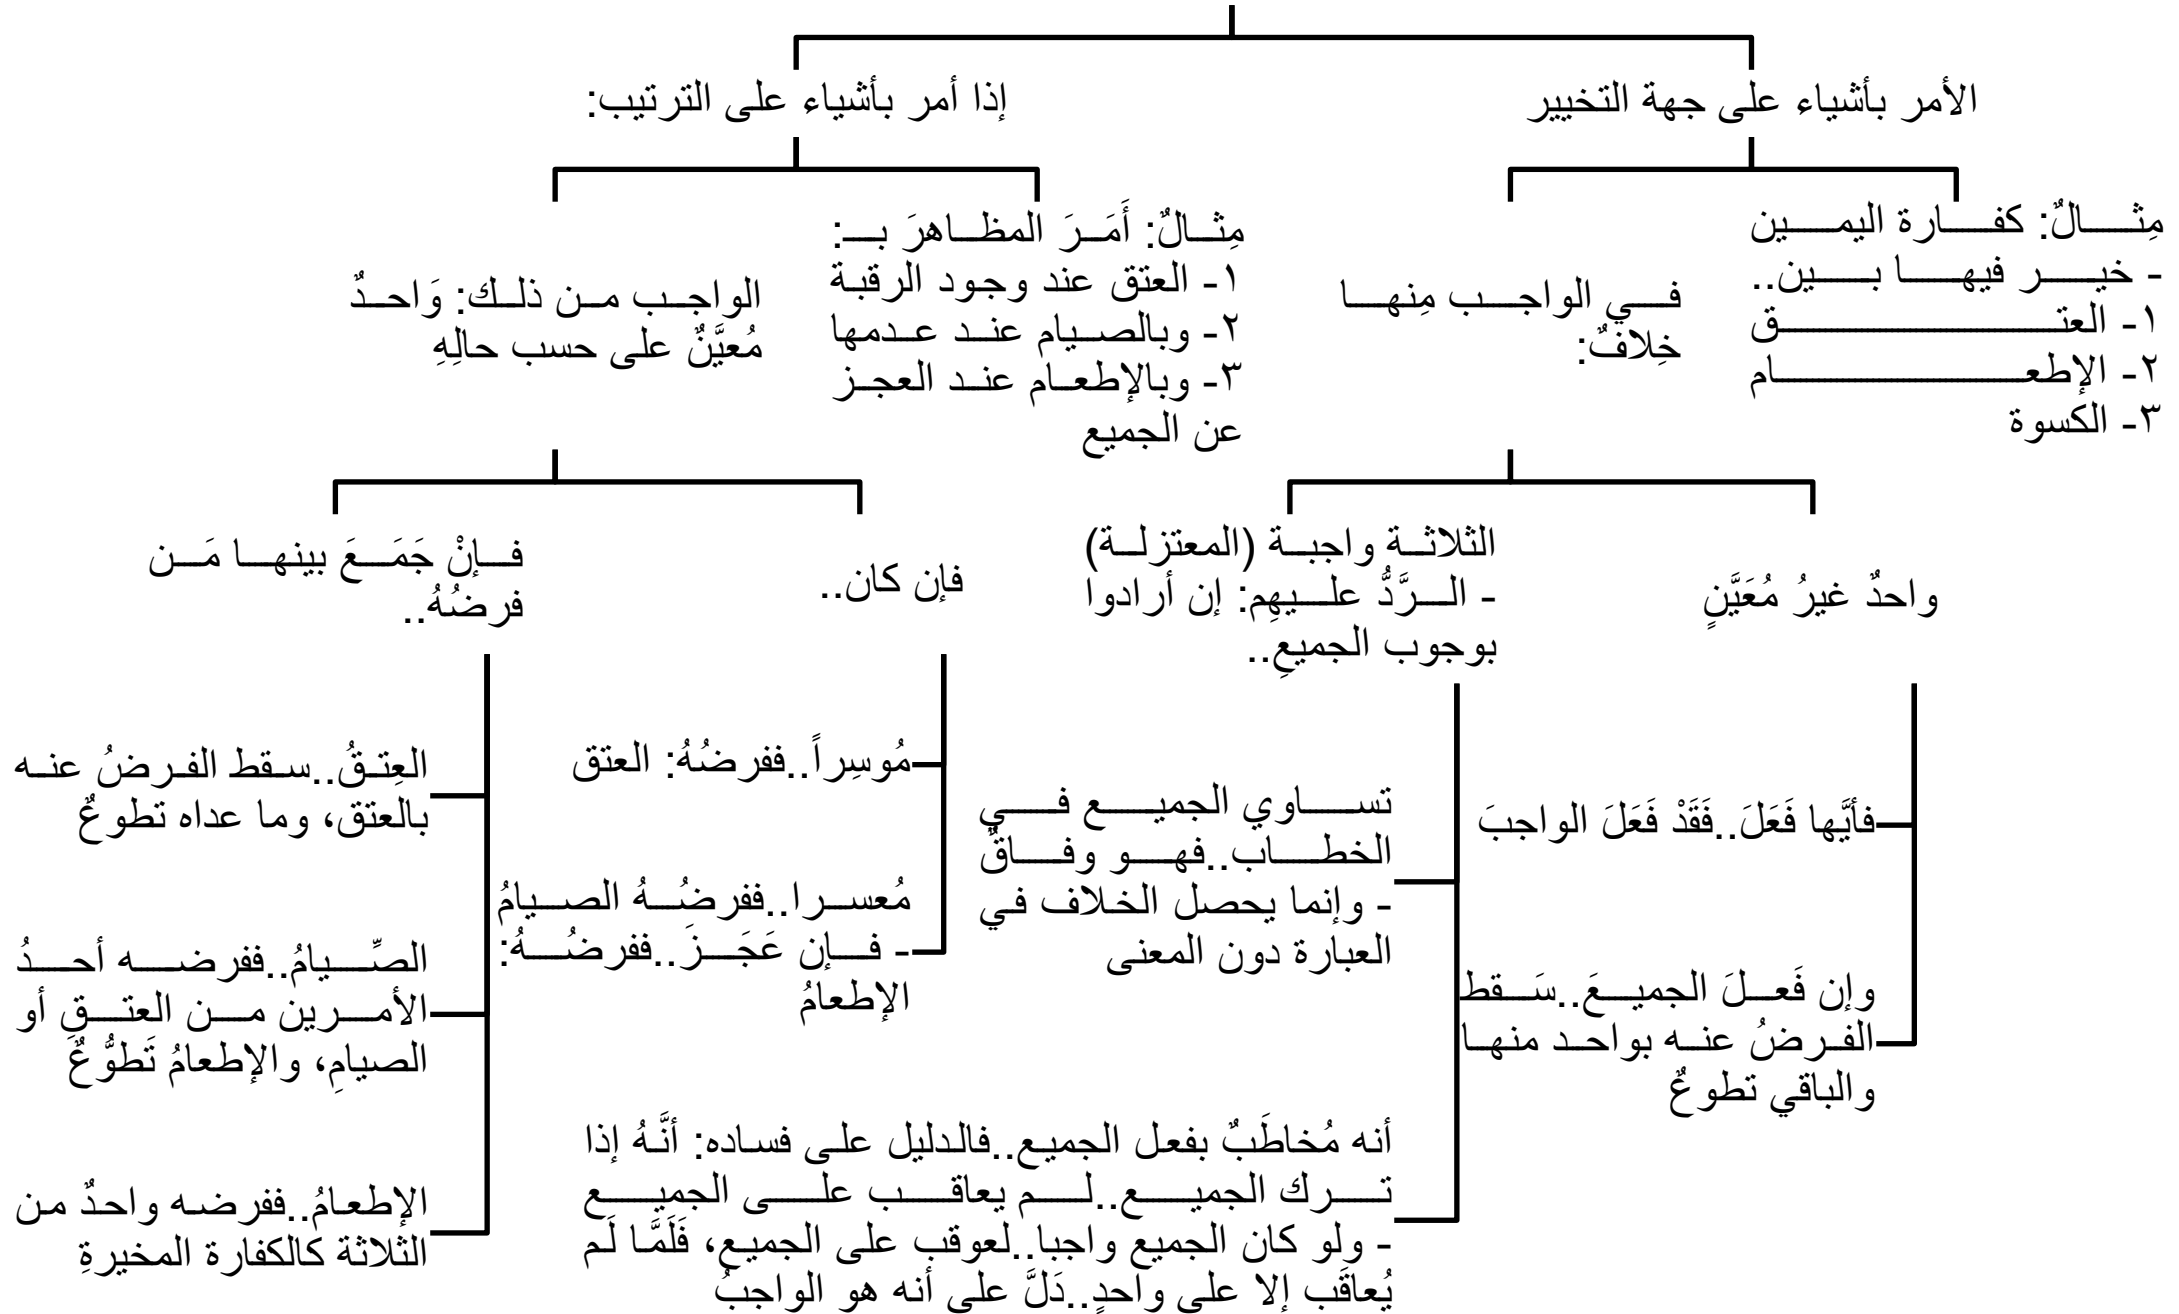 الأمر بأشياء على جهة التخيير
إذا أمر بأشياء على الترتيب:
مِثالٌ: كفارة اليمين
- خير فيها بين..
١- العتق
٢- الإطعام
٣- الكسوة
في الواجب مِنها
خِلافٌ:
مِثالٌ: أَمَرَ المظاهرَ بـ:
١- العتق عند وجود الرقبة
٢- وبالصيام عند عدمها
٣- وبالإطعام عند العجز
عن الجميع
الواجب من ذلك: وَاحدٌ
مُعيَّنٌ على حسب حالِهِ
واحدٌ غيرُ مُعَيَّنٍ
الثلاثة واجبة (المعتزلة)
- الرَّدُّ عليهِم: إن أرادوا
بوجوب الجميعِ..
فإن كان..
فإنْ جَمَعَ بينها مَن
فرضُهُ..
فأيَّها فَعَلَ..فَقَدْ فَعَلَ الواجبَ
وإن فَعلَ الجميعَ..سَقط
الفرضُ عنه بواحد منها
والباقي تطوعٌ
تساوي الجميع في
الخطاب..فهو وفاقٌ
- وإنما يحصل الخلاف في
العبارة دون المعنى
أنه مُخاطَبٌ بفعل الجميع..فالدليل على فساده: أنَّهُ إذا
ترك الجميع..لم يعاقب على الجميع
- ولو كان الجميع واجبا..لعوقب على الجميع، فَلَمَّا لَم
يُعاقَب إلا على واحدٍ..دَلَّ على أنه هو الواجبُ
مُوسِراً..ففرضُهُ: العتق
مُعسرا..ففرضُهُ الصيامُ
- فإن عَجَزَ..ففرضُهُ:
الإطعامُ
العِتقُ..سقط الفرضُ عنه
بالعتق، وما عداه تطوعٌ
الصِّيامُ..ففرضه أحدُ
الأمرين من العتقِ أو
الصيامِ، والإطعامُ تَطوُّعٌ
الإطعامُ..ففرضه واحدٌ من
الثلاثة كالكفارة المخيرةِ